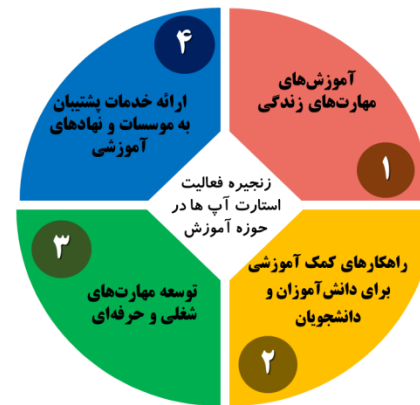 زنجیره فعالیت
استارت آپ ها در
حوزه آموزش
آموزش‌های
مهارت‌های زندگی
۱
راهکارهای کمک آموزشی
برای دانش‌آموزان و
دانشجویان
۲
۳
توسعه مهارت‌های
شغلی و حرفه‌ای
۴
ارائه خدمات پشتیبان
به موسسات و نهادهای
آموزشی